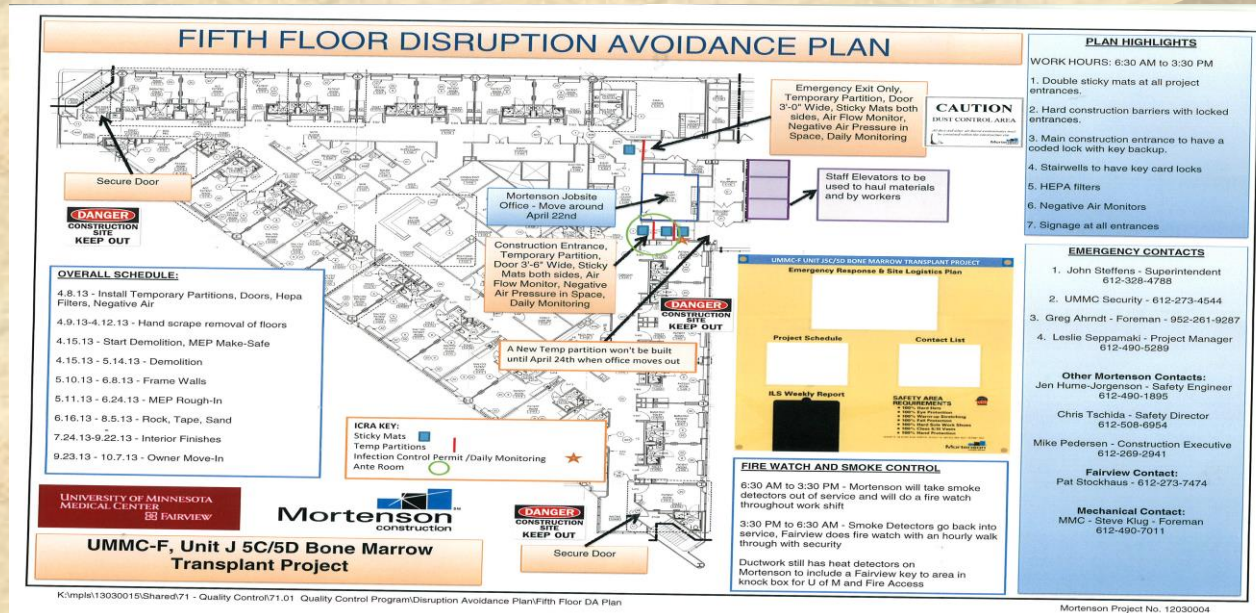 FIFTH FLOOR DISRUPTION AVOIDANCE PLAN
Emergency Exit Only,
Temporary Partition, Door
3'-0" Wide, Sticky Mats both
sides, Air Flow Monitor,
Negative Air Pressure in
Space, Daily Monitoring
CAUTION
DUST CONTROL AREA
Secure Door
DANGER
CONSTRUCTION
SITE
KEEP OUT
Mortenson Jobsite
Office - Move around
April 22nd
Staff Elevators to be
used to haul materials
and by workers
Construction Entrance,
Temporary Partition,
Door 3'-6" Wide, Sticky
Mats both sides, Air
Flow Monitor, Negative
Air Pressure in Space,
Daily Monitoring
DANGER
CONSTRUCTION
SITE
KEEP OUT
A New Temp partition won't be built
until April 24th when office moves out
OVERALL SCHEDULE:
4.8.13 - Install Temporary Partitions, Doors, Hepa
Filters, Negative Air
4.9.13-4.12.13 - Hand scrape removal of floors
4.15.13 - Start Demolition, MEP Make-Safe
4.15.13 - 5.14.13 - Demolition
5.10.13 - 6.8.13 - Frame Walls
5.11.13 - 6.24.13 - MEP Rough-In
6.16.13 - 8.5.13 - Rock, Tape, Sand
7.24.13-9.22.13 - Interior Finishes
9.23.13 - 10.7.13 - Owner Move-In
ICRA KEY:
Sticky Mats
Temp Partitions
Infection Control Permit /Daily Monitoring
Ante Room
UNIVERSITY OF MINNESOTA
MEDICAL CENTER
FAIRVIEW
Mortenson
construction
UMMC-F, Unit J 5C/5D Bone Marrow
Transplant Project
DANGER
CONSTRUCTION
SITE
KEEP OUT
Secure Door
UMMC-F UNIT J5C/5D BONE MARROW TRANSPLANT PROJECT
Emergency Response & Site Logistics Plan
Project Schedule
Contact List
ILS Weekly Report
SAFETY AREA
REQUIREMENTS
100% Hard Hats
100% Eye Protection
Mortenson
FIRE WATCH AND SMOKE CONTROL
6:30 AM to 3:30 PM - Mortenson will take smoke
detectors out of service and will do a fire watch
throughout work shift
3:30 PM to 6:30 AM - Smoke Detectors go back into
service, Fairview does fire watch with an hourly walk
through with security
Ductwork still has heat detectors on
Mortenson to include a Fairview key to area in
knock box for U of M and Fire Access
PLAN HIGHLIGHTS
WORK HOURS: 6:30 AM to 3:30 PM
1. Double sticky mats at all project
entrances.
2. Hard construction barriers with locked
entrances.
3. Main construction entrance to have a
coded lock with key backup.
4. Stairwells to have key card locks
5. HEPA filters
6. Negative Air Monitors
7. Signage at all entrances
EMERGENCY CONTACTS
1. John Steffens - Superintendent
612-328-4788
2. UMMC Security - 612-273-4544
3. Greg Ahrndt - Foreman - 952-261-9287
4. Leslie Seppamaki - Project Manager
612-490-5289
Other Mortenson Contacts:
Jen Hume-Jorgenson - Safety Engineer
612-490-1895
Chris Tschida - Safety Director
612-508-6954
Mike Pedersen - Construction Executive
612-269-2941
Fairview Contact:
Pat Stockhaus - 612-273-7474
Mechanical Contact:
MMC - Steve Klug - Foreman
612-490-7011
K:\mpls\13030015\Shared\71 - Quality Control\71.01 Quality Control Program\Disruption Avoidance Plan\Fifth Floor DA Plan
Mortenson Project No. 12030004